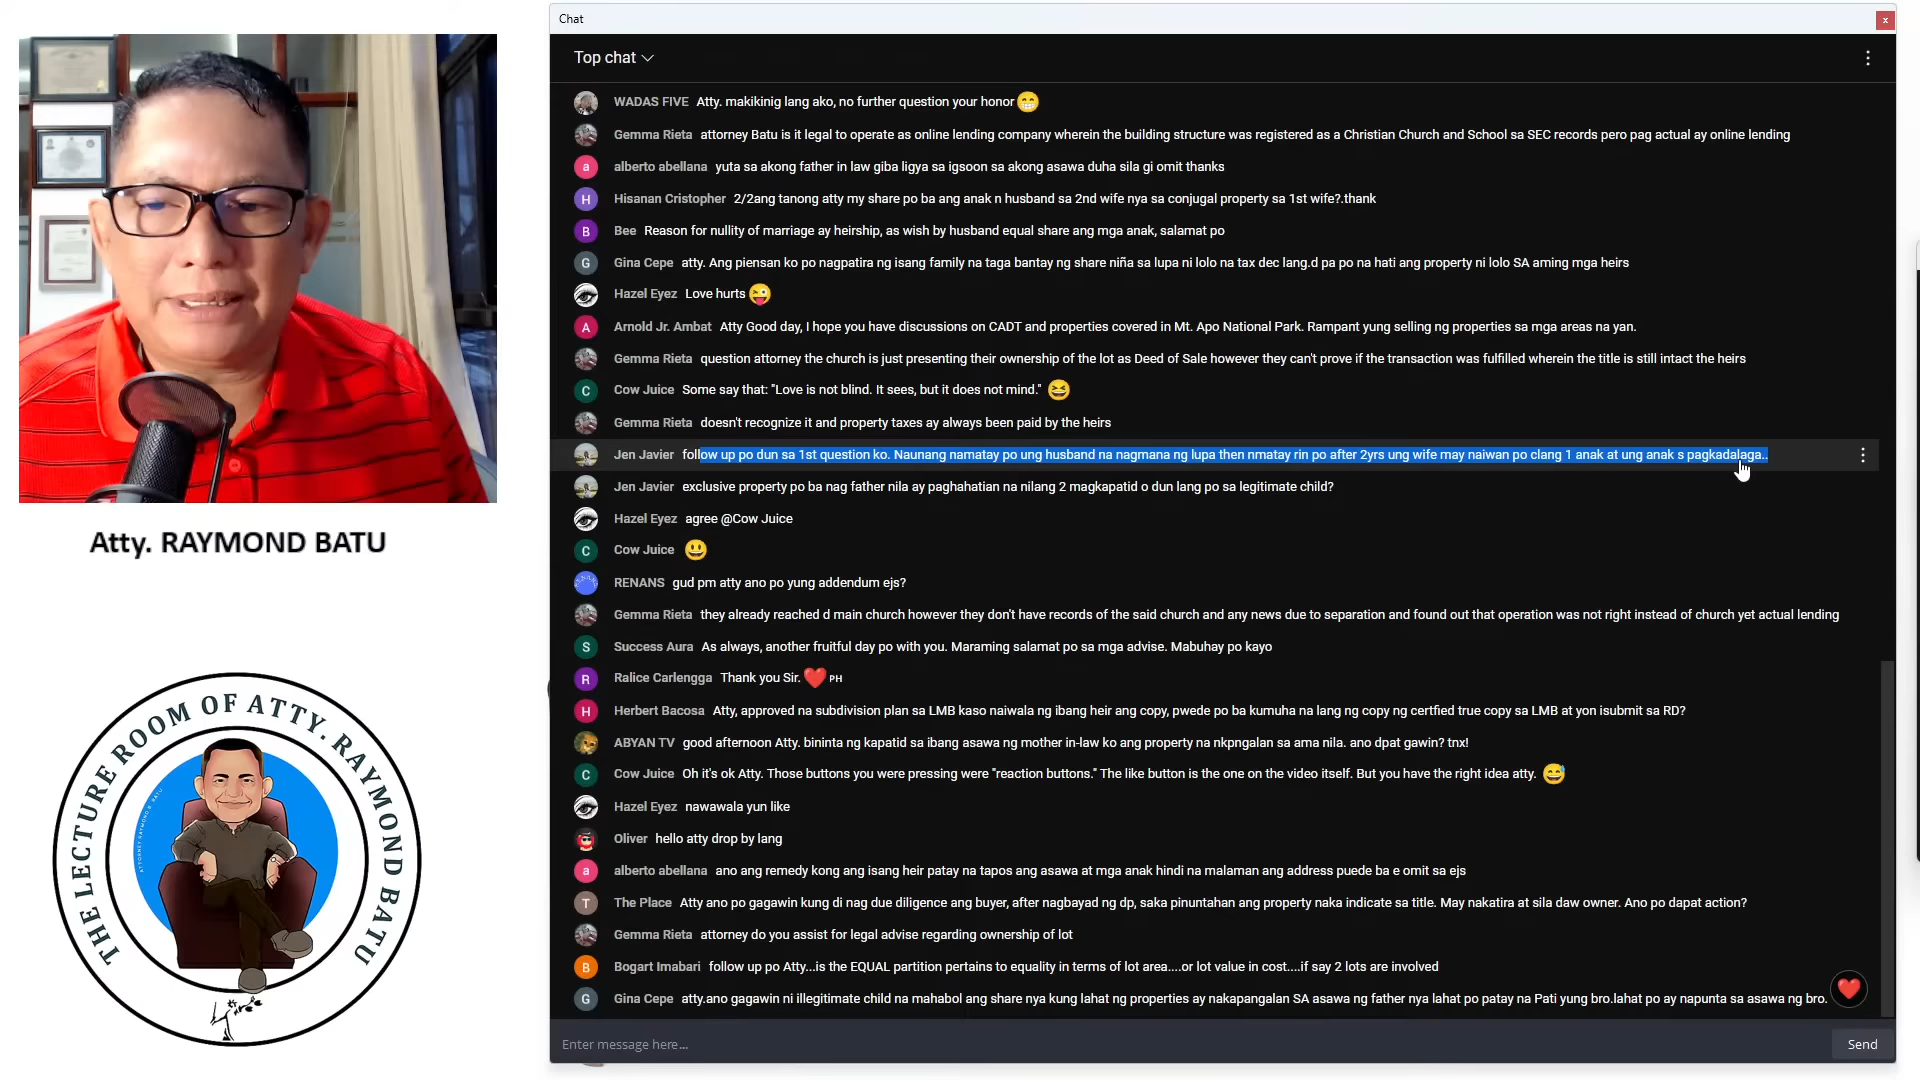 Chat
x
Top chat
WADAS FIVE Atty. makikinig lang ako, no further question your honor😁
Gemma Rieta attorney Batu is it legal to operate as online lending company wherein the building structure was registered as a Christian Church and School sa SEC records pero pag actual ay online lending
a alberto abellana yuta sa akong father in law giba ligya sa igsoon sa akong asawa duha sila gi omit thanks
H Hisanan Cristopher 2/2ang tanong atty my share po ba ang anak n husband sa 2nd wife nya sa conjugal property sa 1st wife?.thank
B Bee Reason for nullity of marriage ay heirship, as wish by husband equal share ang mga anak, salamat po
G Gina Cepe atty. Ang piensan ko po nagpatira ng isang family na taga bantay ng share niña sa lupa ni lolo na tax dec lang.d pa po na hati ang property ni lolo SA aming mga heirs
Hazel Eyez Love hurts😜
A Arnold Jr. Ambat Atty Good day, I hope you have discussions on CADT and properties covered in Mt. Apo National Park. Rampant yung selling ng properties sa mga areas na yan.
Gemma Rieta question attorney the church is just presenting their ownership of the lot as Deed of Sale however they can't prove if the transaction was fulfilled wherein the title is still intact the heirs
C Cow Juice Some say that: "Love is not blind. It sees, but it does not mind." 😆
Gemma Rieta doesn't recognize it and property taxes ay always been paid by the heirs
Jen Javier follow up po dun sa 1st question ko. Naunang namatay po ung husband na nagmana ng lupa then nmatay rin po after 2yrs ung wife may naiwan po clang 1 anak at ung anak s pagkadalaga..
Jen Javier exclusive property po ba nag father nila ay paghahatian na nilang 2 magkapatid o dun lang po sa legitimate child?
Hazel Eyez agree @Cow Juice
C Cow Juice 😃
RENANS gud pm atty ano po yung addendum ejs?
Gemma Rieta they already reached d main church however they don't have records of the said church and any news due to separation and found out that operation was not right instead of church yet actual lending
S Success Aura As always, another fruitful day po with you. Maraming salamat po sa mga advise. Mabuhay po kayo
R Ralice Carlengga Thank you Sir.❤️ PH
H Herbert Bacosa Atty, approved na subdivision plan sa LMB kaso naiwala ng ibang heir ang copy, pwede po ba kumuha na lang ng copy ng certfied true copy sa LMB at yon isubmit sa RD?
ABYAN TV good afternoon Atty. bininta ng kapatid sa ibang asawa ng mother in-law ko ang property na nkpngalan sa ama nila. ano dpat gawin? tnx!
C Cow Juice Oh it's ok Atty. Those buttons you were pressing were "reaction buttons." The like button is the one on the video itself. But you have the right idea atty. 😅
Hazel Eyez nawawala yun like
Oliver hello atty drop by lang
a alberto abellana ano ang remedy kong ang isang heir patay na tapos ang asawa at mga anak hindi na malaman ang address puede ba e omit sa ejs
T The Place Atty ano po gagawin kung di nag due diligence ang buyer, after nagbayad ng dp, saka pinuntahan ang property naka indicate sa title. May nakatira at sila daw owner. Ano po dapat action?
Gemma Rieta attorney do you assist for legal advise regarding ownership of lot
B Bogart Imabari follow up po Atty...is the EQUAL partition pertains to equality in terms of lot area....or lot value in cost....if say 2 lots are involved
G Gina Cepe atty.ano gagawin ni illegitimate child na mahabol ang share nya kung lahat ng properties ay nakapangalan SA asawa ng father nya lahat po patay na Pati yung bro.lahat po ay napunta sa asawa ng bro.
Enter message here...
Send
Atty. RAYMOND BATU
THE LECTURE ROOM OF ATTY. RAYMOND BATU